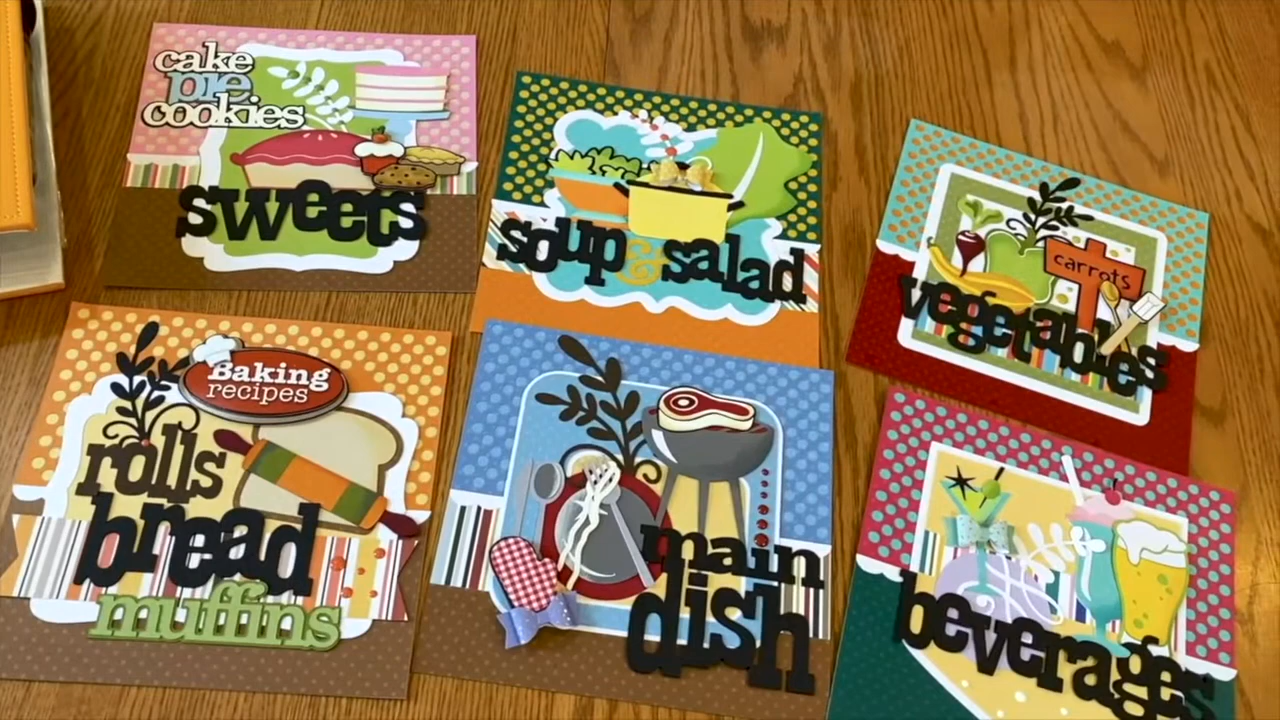 cake
pie
cookies
sweets
soup & salad
carrots
vegetables
Baking
recipes
rolls
bread
muffins
main
dish
beverages